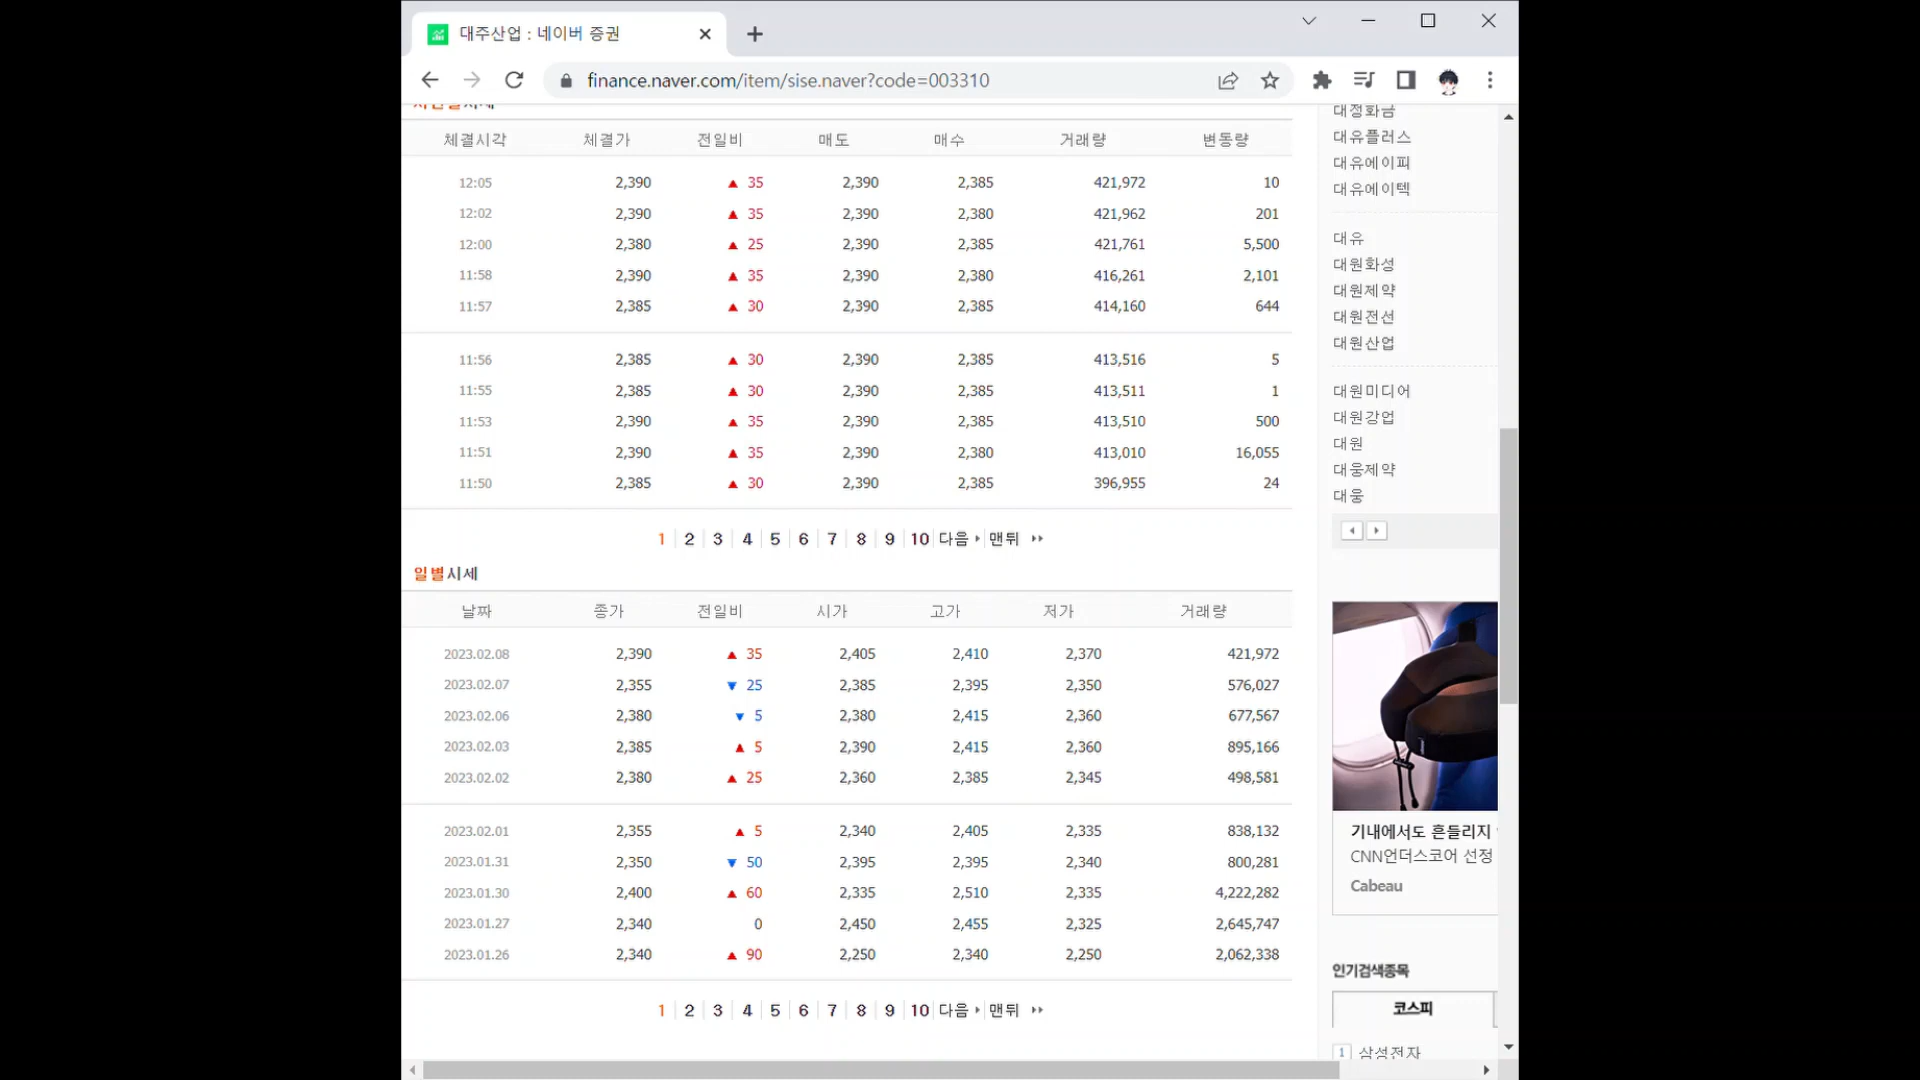 대주산업 : 네이버 증권
finance.naver.com/item/sise.naver?code=003310
체결시각 체결가 전일비 매도 매수 거래량 변동량
12:05 2,390 ▲ 35 2,390 2,385 421,972 10
12:02 2,390 ▲ 35 2,390 2,380 421,962 201
12:00 2,380 ▲ 25 2,390 2,385 421,761 5,500
11:58 2,390 ▲ 35 2,390 2,380 416,261 2,101
11:57 2,385 ▲ 30 2,390 2,385 414,160 644
11:56 2,385 ▲ 30 2,390 2,385 413,516 5
11:55 2,385 ▲ 30 2,390 2,385 413,511 1
11:53 2,390 ▲ 35 2,390 2,385 413,510 500
11:51 2,390 ▲ 35 2,390 2,380 413,010 16,055
11:50 2,385 ▲ 30 2,390 2,385 396,955 24
1 2 3 4 5 6 7 8 9 10 다음 맨뒤
일별시세
날짜 종가 전일비 시가 고가 저가 거래량
2023.02.08 2,390 ▲ 35 2,405 2,410 2,370 421,972
2023.02.07 2,355 ▼ 25 2,385 2,395 2,350 576,027
2023.02.06 2,380 ▼ 5 2,380 2,415 2,360 677,567
2023.02.03 2,385 ▲ 5 2,390 2,415 2,360 895,166
2023.02.02 2,380 ▲ 25 2,360 2,385 2,345 498,581
2023.02.01 2,355 ▲ 5 2,340 2,405 2,335 838,132
2023.01.31 2,350 ▼ 50 2,395 2,395 2,340 800,281
2023.01.30 2,400 ▲ 60 2,335 2,510 2,335 4,222,282
2023.01.27 2,340 0 2,450 2,455 2,325 2,645,747
2023.01.26 2,340 ▲ 90 2,250 2,340 2,250 2,062,338
1 2 3 4 5 6 7 8 9 10 다음 맨뒤
대정화금
대유플러스
대유에이피
대유에이텍
대유
대원화성
대원제약
대원전선
대원산업
대원미디어
대원강업
대원
대웅제약
대웅
기내에서도 흔들리지
CNN언더스코어 선정
Cabeau
인기검색종목
코스피
1 삼성전자